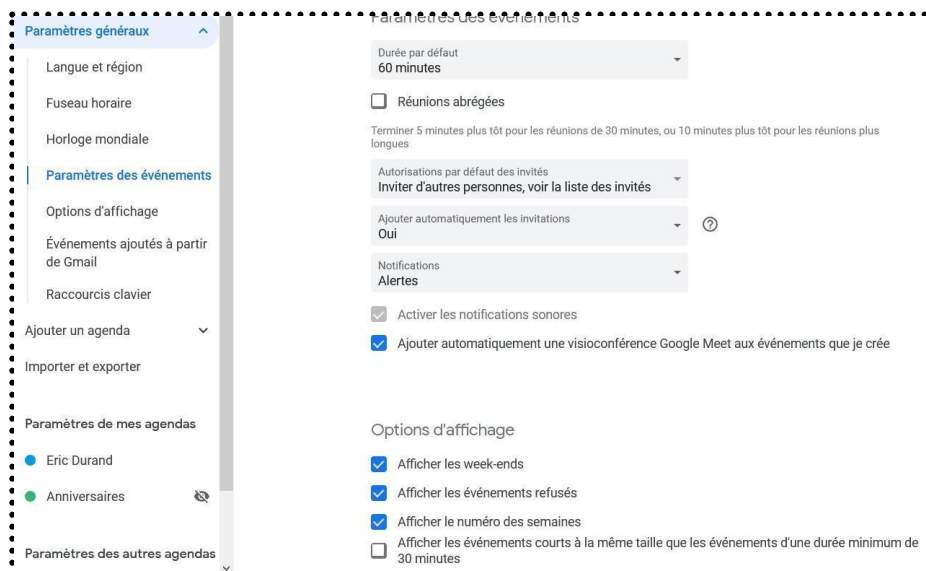 Paramètres généraux
Langue et région
Fuseau horaire
Horloge mondiale
Paramètres des événements
Options d'affichage
Événements ajoutés à partir
de Gmail
Raccourcis clavier
Ajouter un agenda
Importer et exporter
Paramètres de mes agendas
Eric Durand
Anniversaires
Paramètres des autres agendas
Paramètres des événements
Durée par défaut
60 minutes
Réunions abrégées
Terminer 5 minutes plus tôt pour les réunions de 30 minutes, ou 10 minutes plus tôt pour les réunions plus
longues
Autorisations par défaut des invités
Inviter d'autres personnes, voir la liste des invités
Ajouter automatiquement les invitations
Oui
Notifications
Alertes
Activer les notifications sonores
Ajouter automatiquement une visioconférence Google Meet aux événements que je crée
Options d'affichage
Afficher les week-ends
Afficher les événements refusés
Afficher le numéro des semaines
Afficher les événements courts à la même taille que les événements d'une durée minimum de
30 minutes